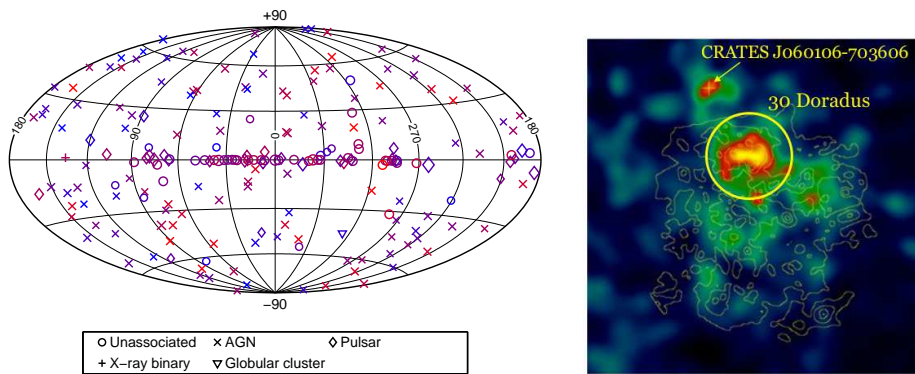 +90
180
90
0
270
180
−90
Unassociated
AGN
Pulsar
X−ray binary
Globular cluster
CRATES J060106-703606
30 Doradus